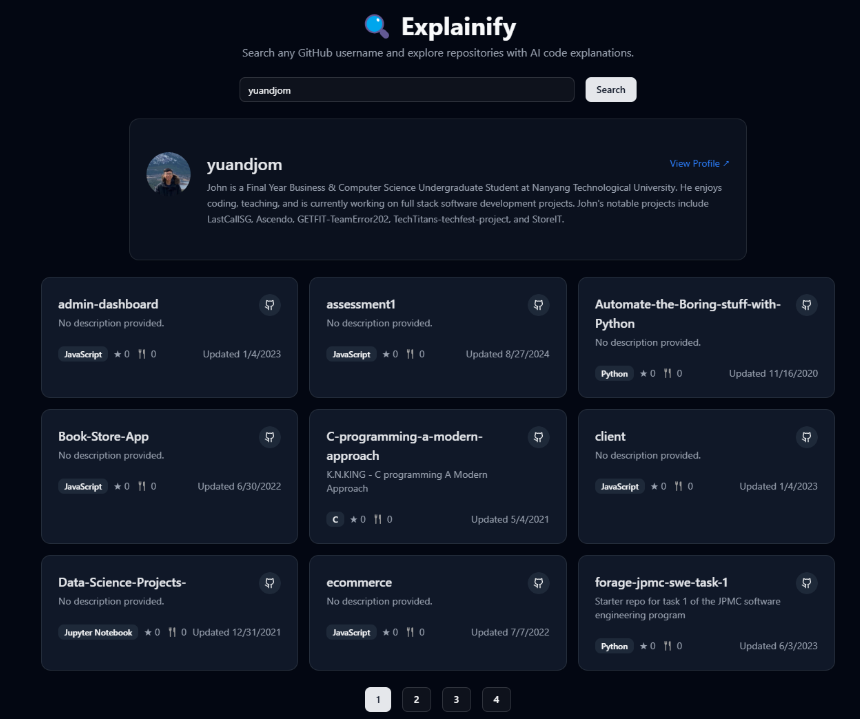 Explainify
Search any GitHub username and explore repositories with AI code explanations.
yuandjom
Search
yuandjom
View Profile ↗
John is a Final Year Business & Computer Science Undergraduate Student at Nanyang Technological University. He enjoys
coding, teaching, and is currently working on full stack software development projects. John's notable projects include
LastCallSG, Ascendo, GETFIT-TeamError202, TechTitans-techfest-project, and StoreIT.
admin-dashboard
No description provided.
JavaScript ★ 0 🍴 0 Updated 1/4/2023
assessment1
No description provided.
JavaScript ★ 0 🍴 0 Updated 8/27/2024
Automate-the-Boring-stuff-with-
Python
No description provided.
Python ★ 0 🍴 0 Updated 11/16/2020
Book-Store-App
No description provided.
JavaScript ★ 0 🍴 0 Updated 6/30/2022
C-programming-a-modern-
approach
K.N.KING - C programming A Modern
Approach
C ★ 0 🍴 0 Updated 5/4/2021
client
No description provided.
JavaScript ★ 0 🍴 0 Updated 1/4/2023
Data-Science-Projects-
No description provided.
Jupyter Notebook ★ 0 🍴 0 Updated 12/31/2021
ecommerce
No description provided.
JavaScript ★ 0 🍴 0 Updated 7/7/2022
forage-jpmc-swe-task-1
Starter repo for task 1 of the JPMC software
engineering program
Python ★ 0 🍴 0 Updated 6/3/2023
1 2 3 4